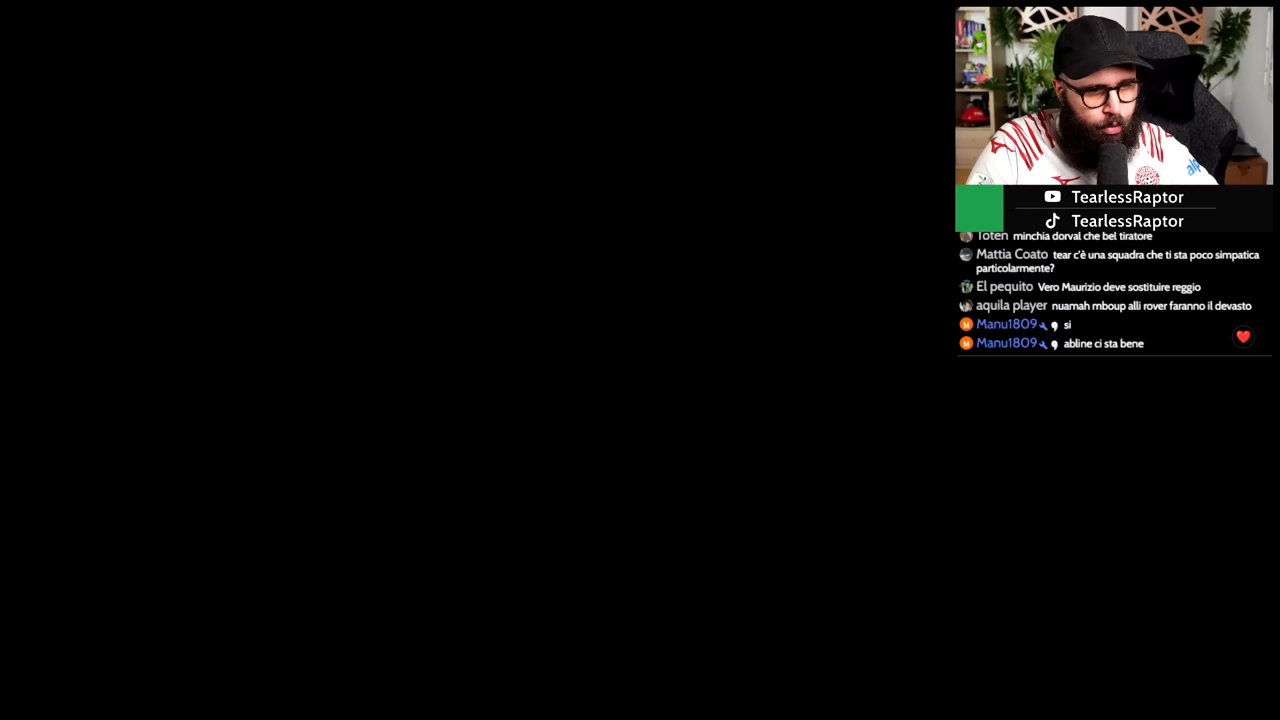 TearlessRaptor
TearlessRaptor
Toten minchia dorval che bel tiratore
Mattia Coato tear c'è una squadra che ti sta poco simpatica
particolarmente?
El pequito Vero Maurizio deve sostituire reggio
aquila player nuamah mboup alli rover faranno il devasto
M Manu1809 si
M Manu1809 abline ci sta bene